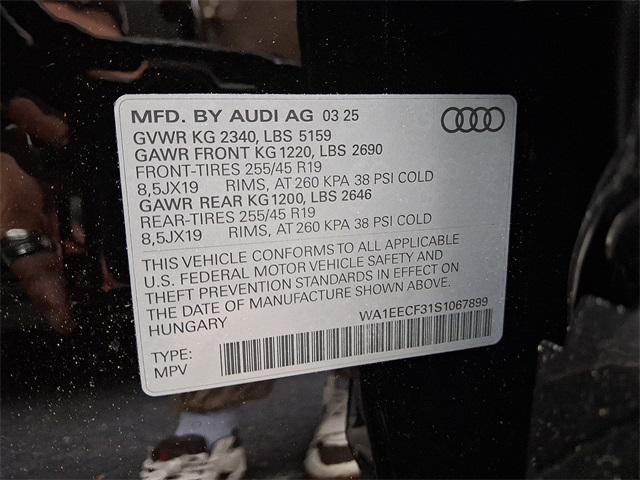 MFD. BY AUDI AG 03 25
GVWR KG 2340, LBS 5159
GAWR FRONT KG 1220, LBS 2690
FRONT-TIRES 255/45 R19
8,5JX19 RIMS, AT 260 KPA 38 PSI COLD
GAWR REAR KG 1200, LBS 2646
REAR-TIRES 255/45 R19
8,5JX19 RIMS, AT 260 KPA 38 PSI COLD
THIS VEHICLE CONFORMS TO ALL APPLICABLE
U.S. FEDERAL MOTOR VEHICLE SAFETY AND
THEFT PREVENTION STANDARDS IN EFFECT ON
THE DATE OF MANUFACTURE SHOWN ABOVE.
HUNGARY WA1EECF31S1067899
TYPE:
MPV